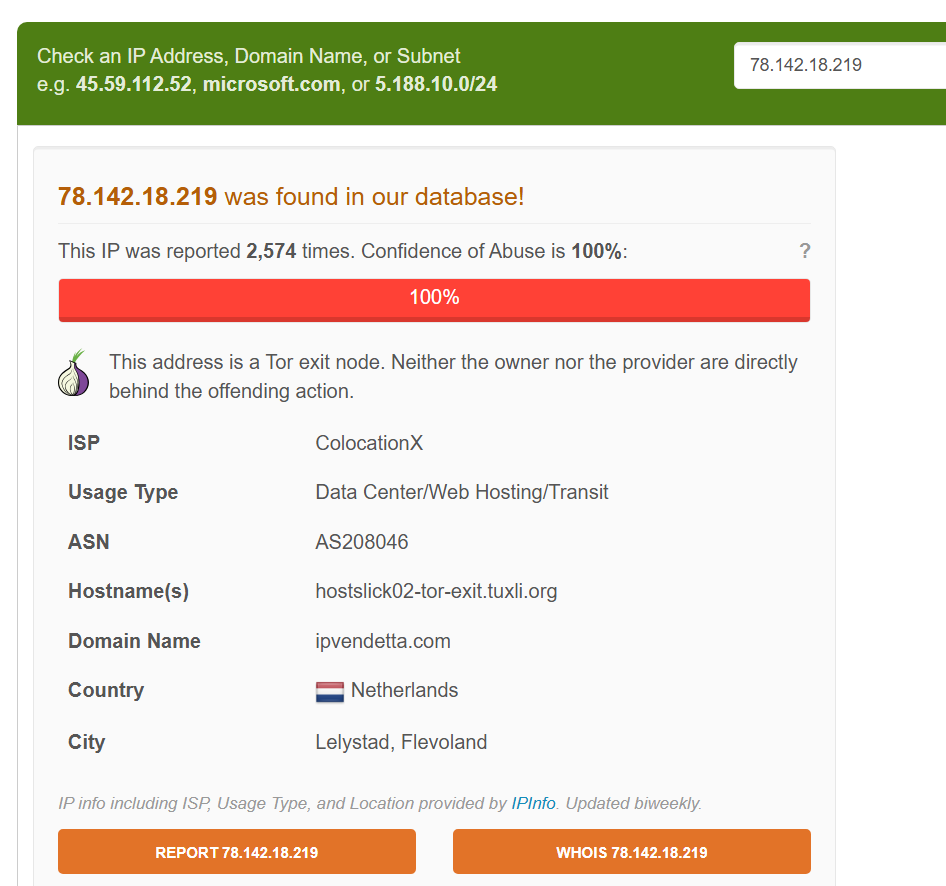 Check an IP Address, Domain Name, or Subnet
e.g. 45.59.112.52, microsoft.com, or 5.188.10.0/24
78.142.18.219
78.142.18.219 was found in our database!
This IP was reported 2,574 times. Confidence of Abuse is 100%:
?
100%
This address is a Tor exit node. Neither the owner nor the provider are directly
behind the offending action.
ISP ColocationX
Usage Type Data Center/Web Hosting/Transit
ASN AS208046
Hostname(s) hostslick02-tor-exit.tuxli.org
Domain Name ipvendetta.com
Country Netherlands
City Lelystad, Flevoland
IP info including ISP, Usage Type, and Location provided by IPInfo. Updated biweekly.
REPORT 78.142.18.219
WHOIS 78.142.18.219